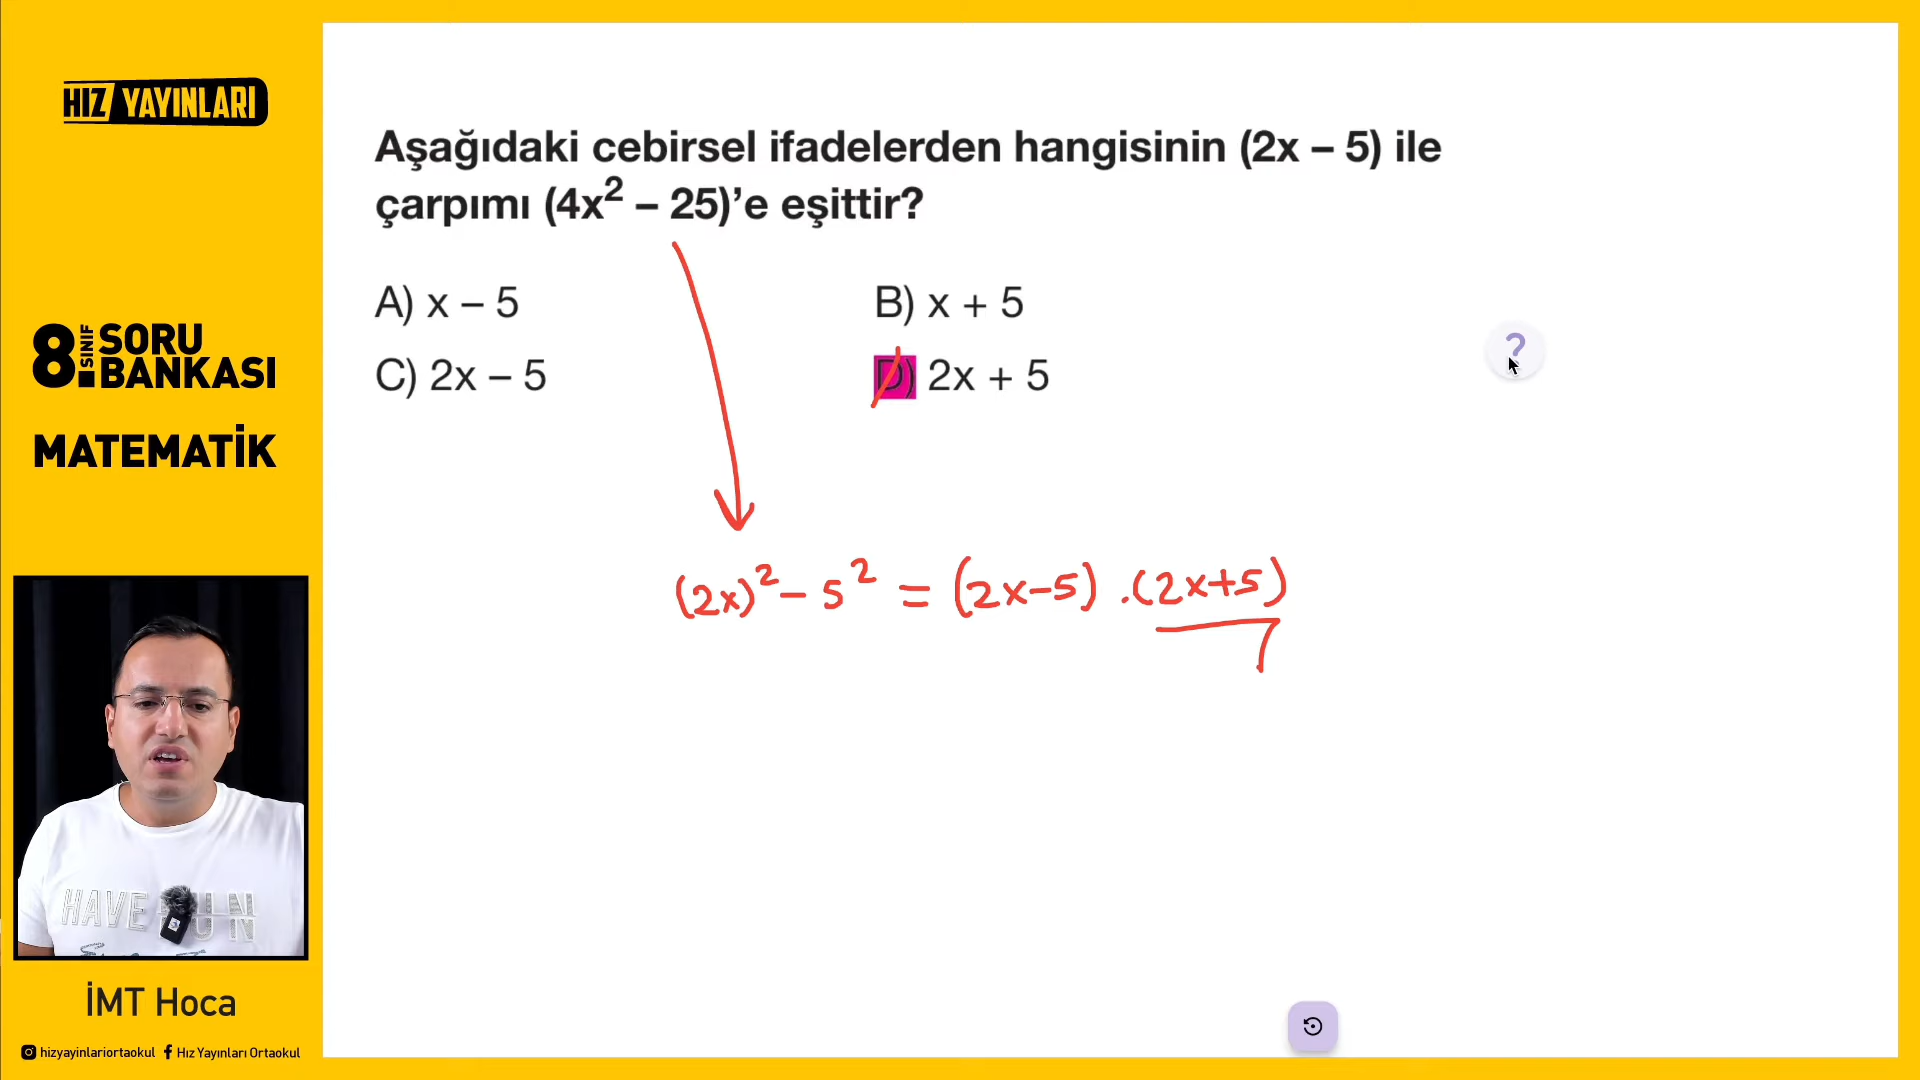 HIZ YAYINLARI
8. SINIF SORU BANKASI
MATEMATİK
Aşağıdaki cebirsel ifadelerden hangisinin (2x – 5) ile
çarpımı (4x² – 25)'e eşittir?
A) x – 5
B) x + 5
C) 2x – 5
D) 2x + 5
?
(2x)² – 5² = (2x-5) . (2x+5)
HAVE FUN
İMT Hoca
hizyayinlariortaokul Hız Yayınları Ortaokul